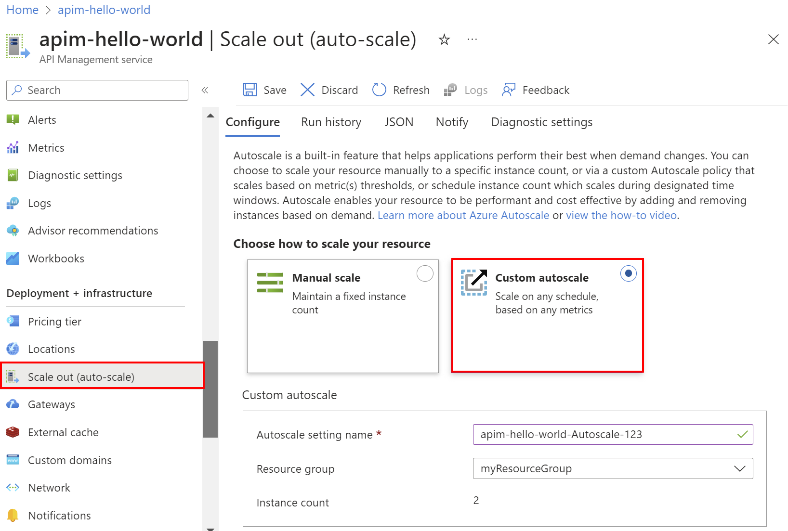 Home > apim-hello-world
apim-hello-world | Scale out (auto-scale) ☆ ···
API Management service
Search
«
Save Discard Refresh Logs Feedback
Alerts
Metrics
Diagnostic settings
Logs
Advisor recommendations
Workbooks
Deployment + infrastructure
Pricing tier
Locations
Scale out (auto-scale)
Gateways
External cache
Custom domains
Network
Notifications
Configure Run history JSON Notify Diagnostic settings
Autoscale is a built-in feature that helps applications perform their best when demand changes. You can
choose to scale your resource manually to a specific instance count, or via a custom Autoscale policy that
scales based on metric(s) thresholds, or schedule instance count which scales during designated time
windows. Autoscale enables your resource to be performant and cost effective by adding and removing
instances based on demand. Learn more about Azure Autoscale or view the how-to video.
Choose how to scale your resource
Manual scale
Maintain a fixed instance
count
Custom autoscale
Scale on any schedule,
based on any metrics
Custom autoscale
Autoscale setting name * apim-hello-world-Autoscale-123
Resource group myResourceGroup
Instance count 2